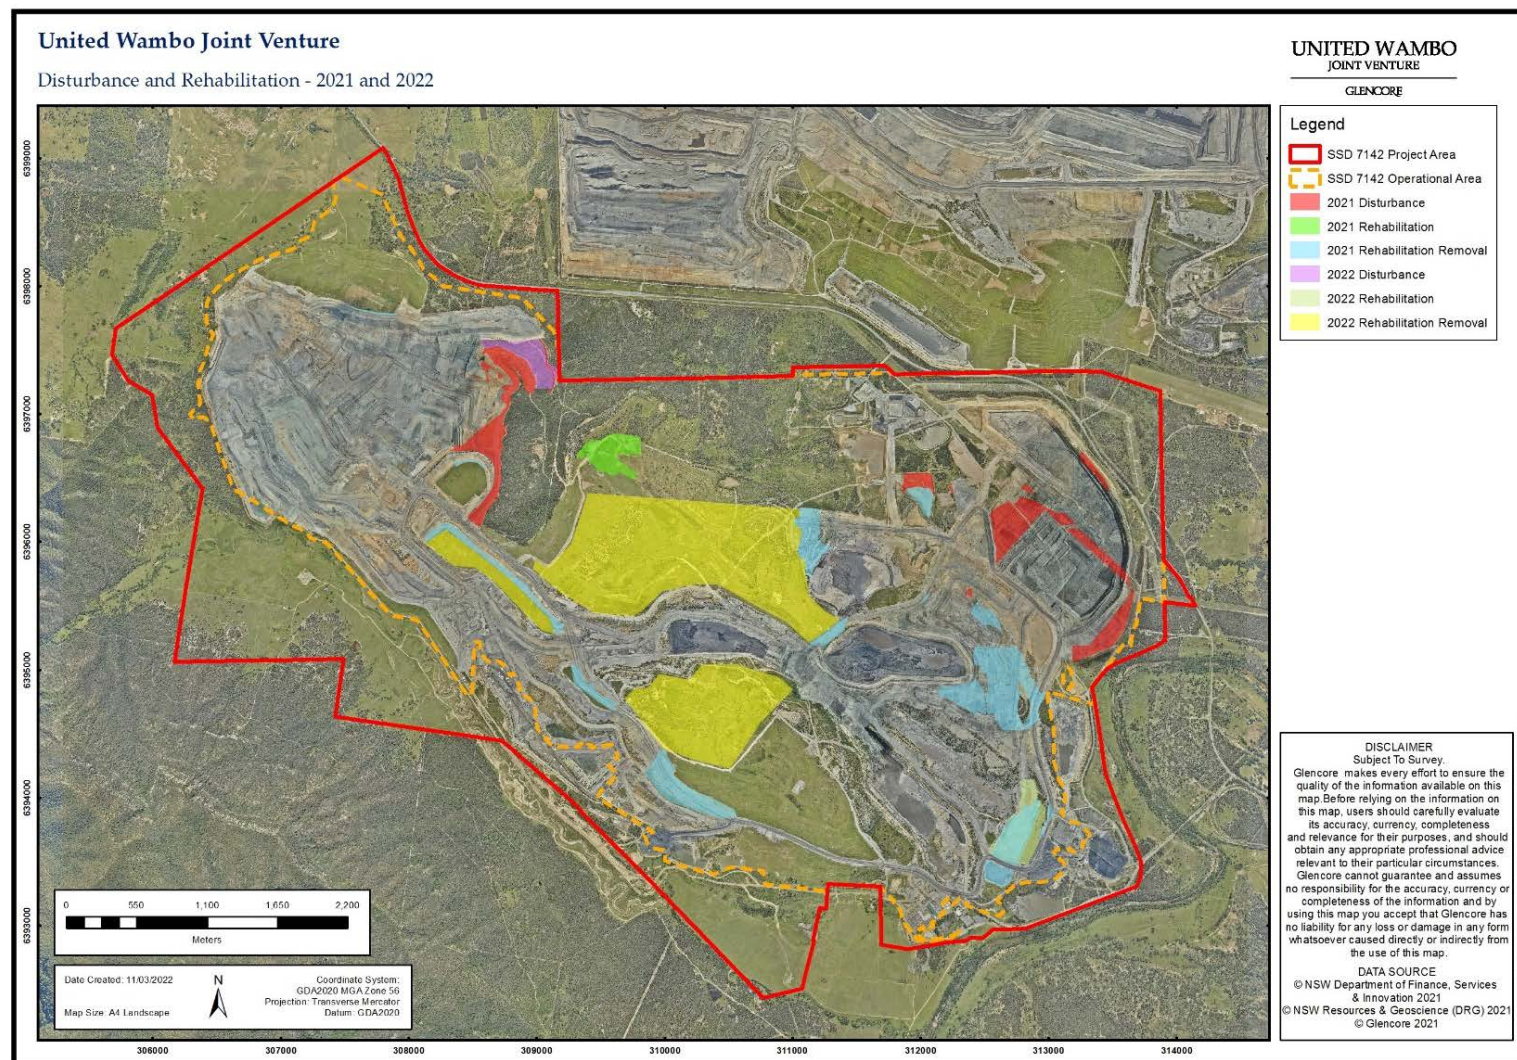 United Wambo Joint Venture
Disturbance and Rehabilitation - 2021 and 2022
UNITED WAMBO
JOINT VENTURE
GLENCORE
Legend
SSD 7142 Project Area
SSD 7142 Operational Area
2021 Disturbance
2021 Rehabilitation
2021 Rehabilitation Removal
2022 Disturbance
2022 Rehabilitation
2022 Rehabilitation Removal
6399000
6398000
6397000
6396000
6395000
6394000
6393000
0 550 1,100 1,650 2,200
Meters
Date Created: 11/03/2022
Map Size: A4 Landscape
N
Coordinate System:
GDA2020 MGA Zone 56
Projection: Transverse Mercator
Datum: GDA2020
306000 307000 308000 309000 310000 311000 312000 313000 314000
DISCLAIMER
Subject To Survey.
Glencore makes every effort to ensure the
quality of the information available on this
map.Before relying on the information on
this map, users should carefully evaluate
its accuracy, currency, completeness
and relevance for their purposes, and should
obtain any appropriate professional advice
relevant to their particular circumstances.
Glencore cannot guarantee and assumes
no responsibility for the accuracy, currency or
completeness of the information and by
using this map you accept that Glencore has
no liability for any loss or damage in any form
whatsoever caused directly or indirectly from
the use of this map.
DATA SOURCE
© NSW Department of Finance, Services
& Innovation 2021
© NSW Resources & Geoscience (DRG) 2021
© Glencore 2021